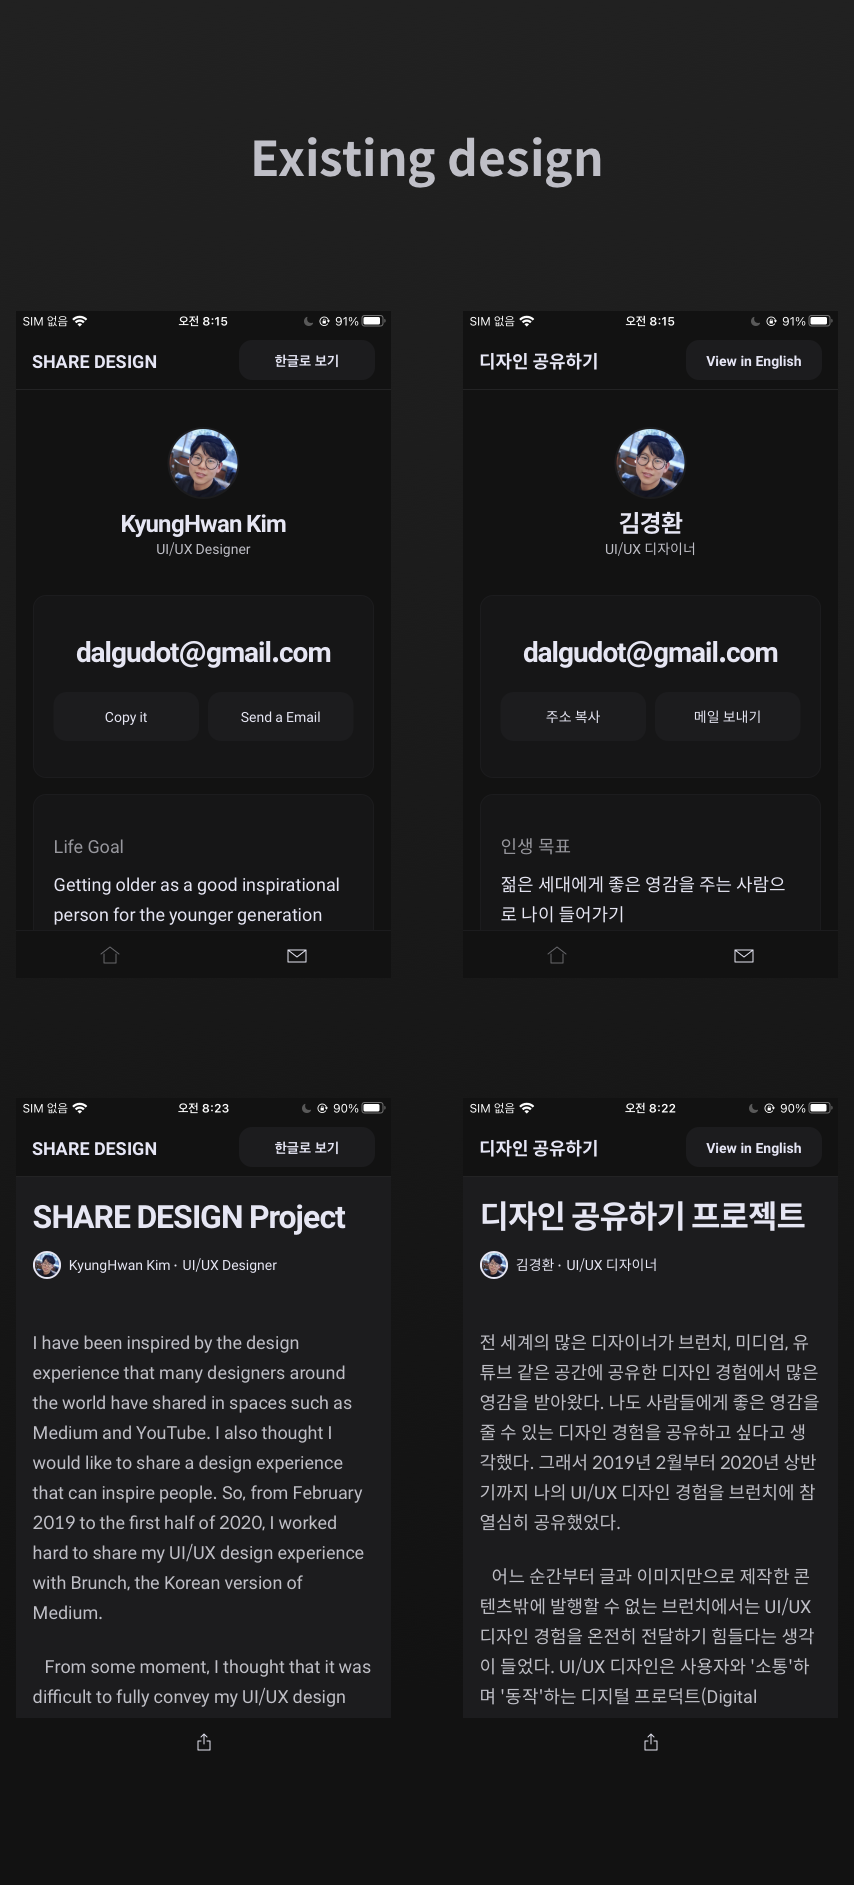 Existing design
SIM 없음 오전 8:15 91%
SHARE DESIGN 한글로 보기
KyungHwan Kim
UI/UX Designer
dalgudot@gmail.com
Copy it Send a Email
Life Goal
Getting older as a good inspirational
person for the younger generation
SIM 없음 오전 8:15 91%
디자인 공유하기 View in English
김경환
UI/UX 디자이너
dalgudot@gmail.com
주소 복사 메일 보내기
인생 목표
젊은 세대에게 좋은 영감을 주는 사람으
로 나이 들어가기
SIM 없음 오전 8:23 90%
SHARE DESIGN 한글로 보기
SHARE DESIGN Project
KyungHwan Kim · UI/UX Designer
I have been inspired by the design
experience that many designers around
the world have shared in spaces such as
Medium and YouTube. I also thought I
would like to share a design experience
that can inspire people. So, from February
2019 to the first half of 2020, I worked
hard to share my UI/UX design experience
with Brunch, the Korean version of
Medium.
From some moment, I thought that it was
difficult to fully convey my UI/UX design
SIM 없음 오전 8:22 90%
디자인 공유하기 View in English
디자인 공유하기 프로젝트
김경환 · UI/UX 디자이너
전 세계의 많은 디자이너가 브런치, 미디엄, 유
튜브 같은 공간에 공유한 디자인 경험에서 많은
영감을 받아왔다. 나도 사람들에게 좋은 영감을
줄 수 있는 디자인 경험을 공유하고 싶다고 생
각했다. 그래서 2019년 2월부터 2020년 상반
기까지 나의 UI/UX 디자인 경험을 브런치에 참
열심히 공유했었다.
어느 순간부터 글과 이미지만으로 제작한 콘
텐츠밖에 발행할 수 없는 브런치에서는 UI/UX
디자인 경험을 온전히 전달하기 힘들다는 생각
이 들었다. UI/UX 디자인은 사용자와 '소통'하
며 '동작'하는 디지털 프로덕트(Digital